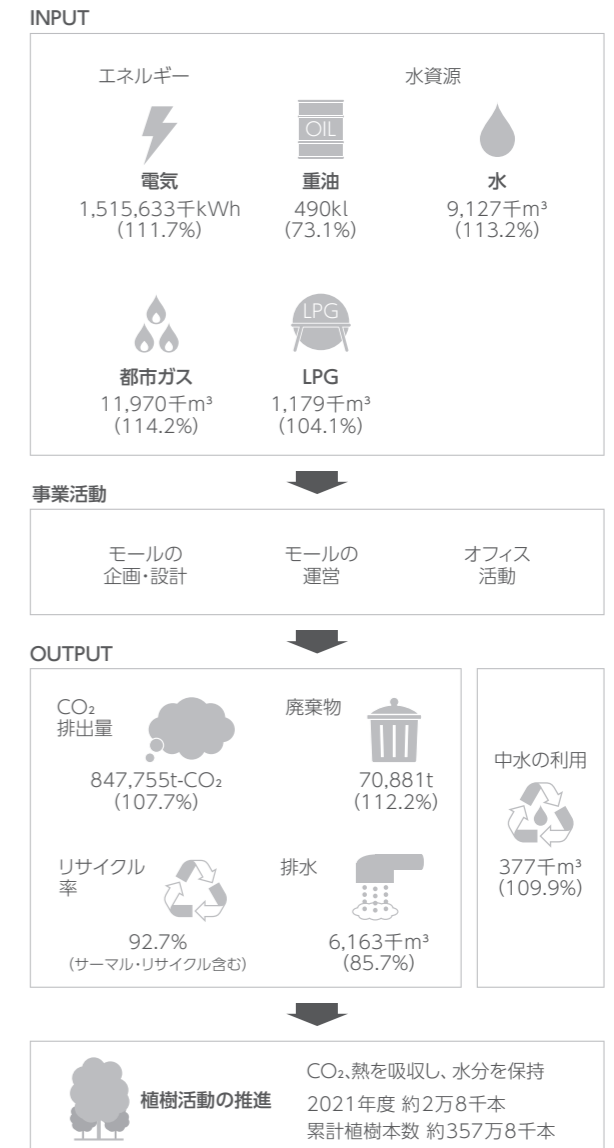 INPUT
エネルギー
水資源
OIL
電気
1,515,633千kWh
(111.7%)
重油
490kl
(73.1%)
水
9,127千m³
(113.2%)
LPG
都市ガス
11,970千m³
(114.2%)
LPG
1,179千m³
(104.1%)
事業活動
モールの
企画・設計
モールの
運営
オフィス
活動
OUTPUT
CO₂
排出量
847,755t-CO₂
(107.7%)
廃棄物
70,881t
(112.2%)
リサイクル
率
92.7%
(サーマル・リサイクル含む)
排水
6,163千m³
(85.7%)
中水の利用
377千m³
(109.9%)
植樹活動の推進
CO₂、熱を吸収し、水分を保持
2021年度 約2万8千本
累計植樹本数 約357万8千本